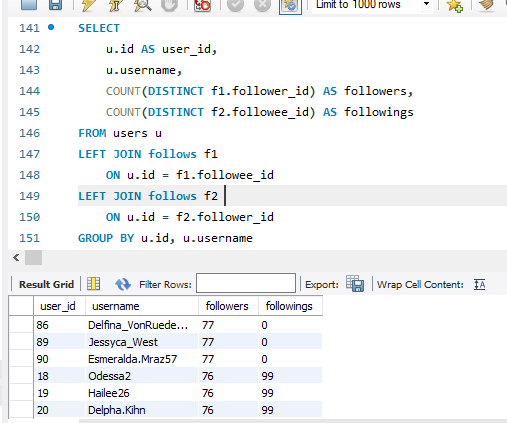 Limit to 1000 rows
141 SELECT
142 u.id AS user_id,
143 u.username,
144 COUNT(DISTINCT f1.follower_id) AS followers,
145 COUNT(DISTINCT f2.followee_id) AS followings
146 FROM users u
147 LEFT JOIN follows f1
148 ON u.id = f1.followee_id
149 LEFT JOIN follows f2
150 ON u.id = f2.follower_id
151 GROUP BY u.id, u.username
Result Grid Filter Rows: Export: Wrap Cell Content:
user_id username followers followings
86 Delfina_VonRuede... 77 0
89 Jessyca_West 77 0
90 Esmeralda.Mraz57 77 0
18 Odessa2 76 99
19 Hailee26 76 99
20 Delpha.Kihn 76 99